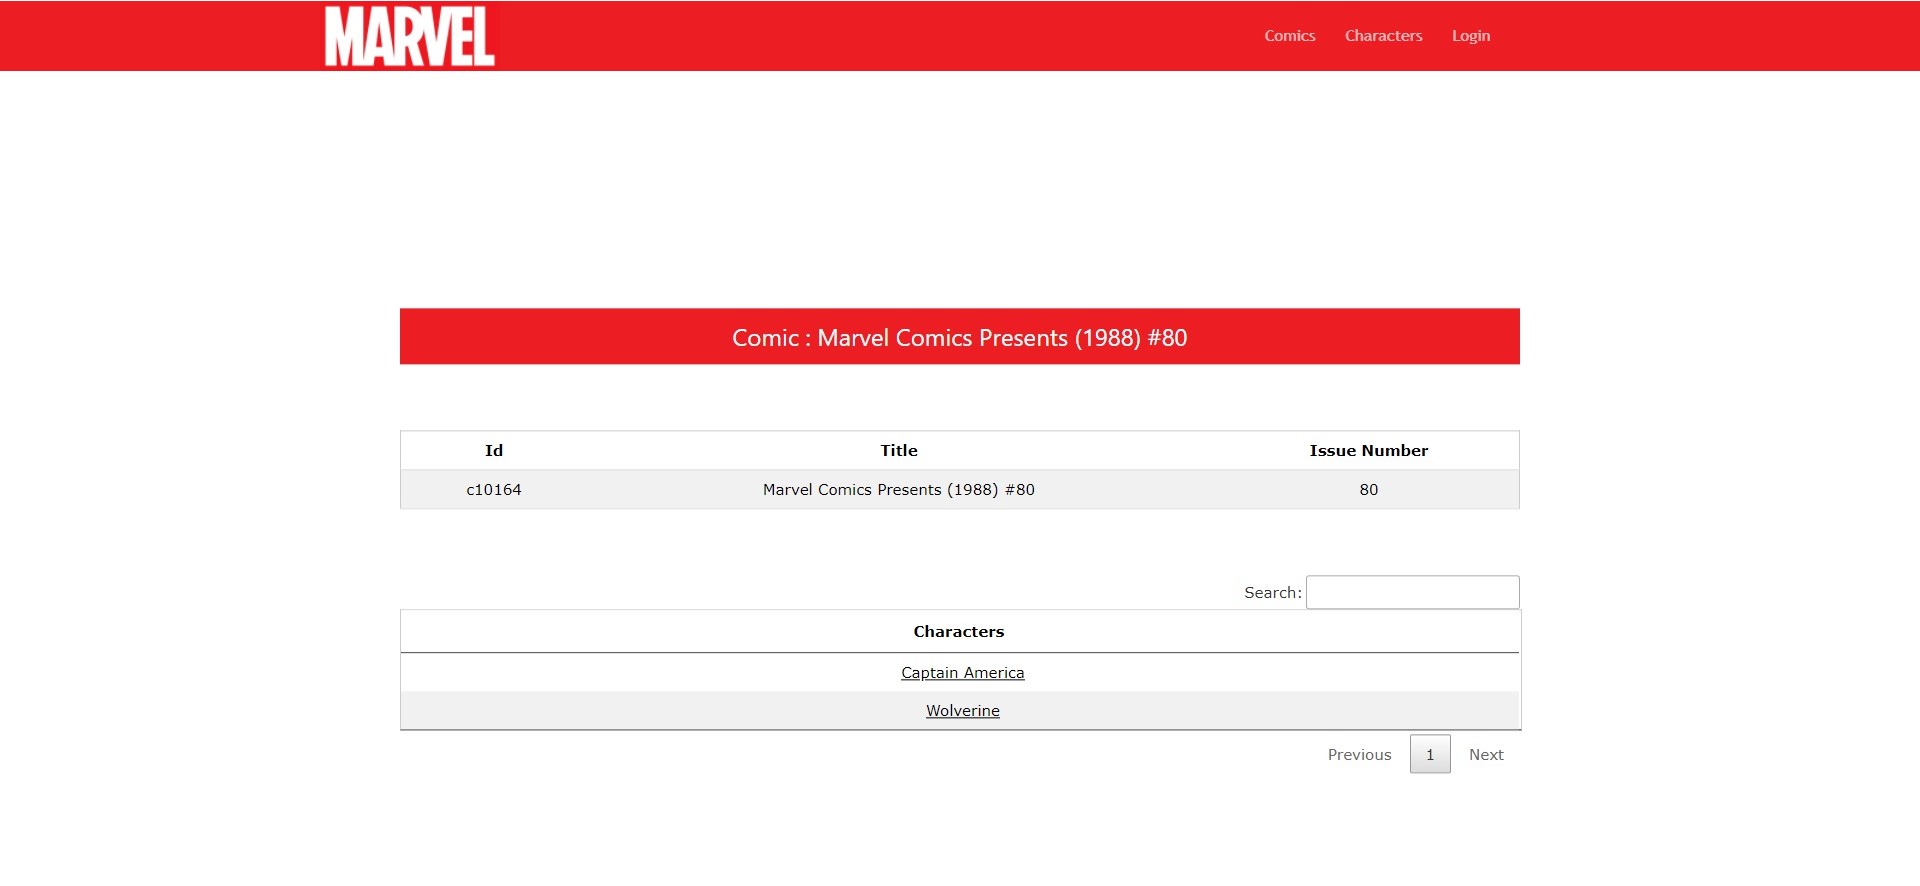 MARVEL
Comics Characters Login
Comic : Marvel Comics Presents (1988) #80
Id Title Issue Number
c10164 Marvel Comics Presents (1988) #80 80
Search:
Characters
Captain America
Wolverine
Previous 1 Next